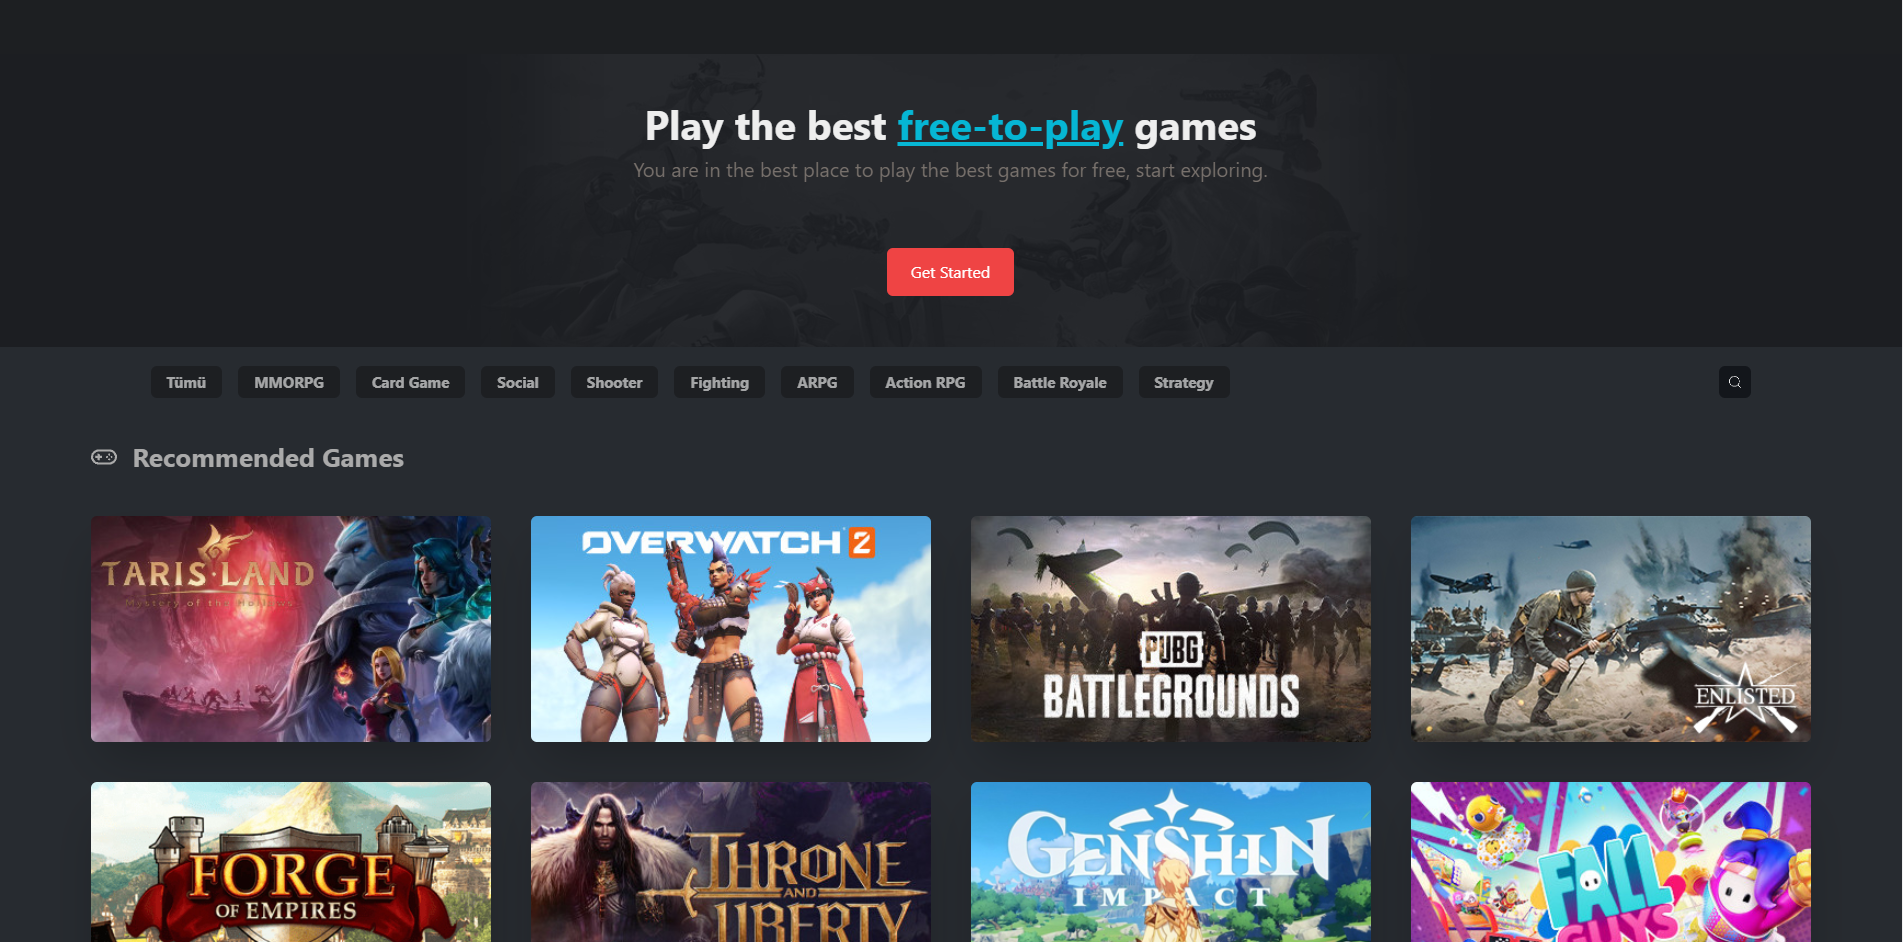 Play the best free-to-play games
You are in the best place to play the best games for free, start exploring.
Get Started
Tümü MMORPG Card Game Social Shooter Fighting ARPG Action RPG Battle Royale Strategy
Recommended Games
TARISLAND
Mystery of the Hollows
OVERWATCH 2
PUBG
BATTLEGROUNDS
ENLISTED
FORGE
OF EMPIRES
THRONE
AND
LIBERTY
GENSHIN
IMPACT
FALL
GUYS